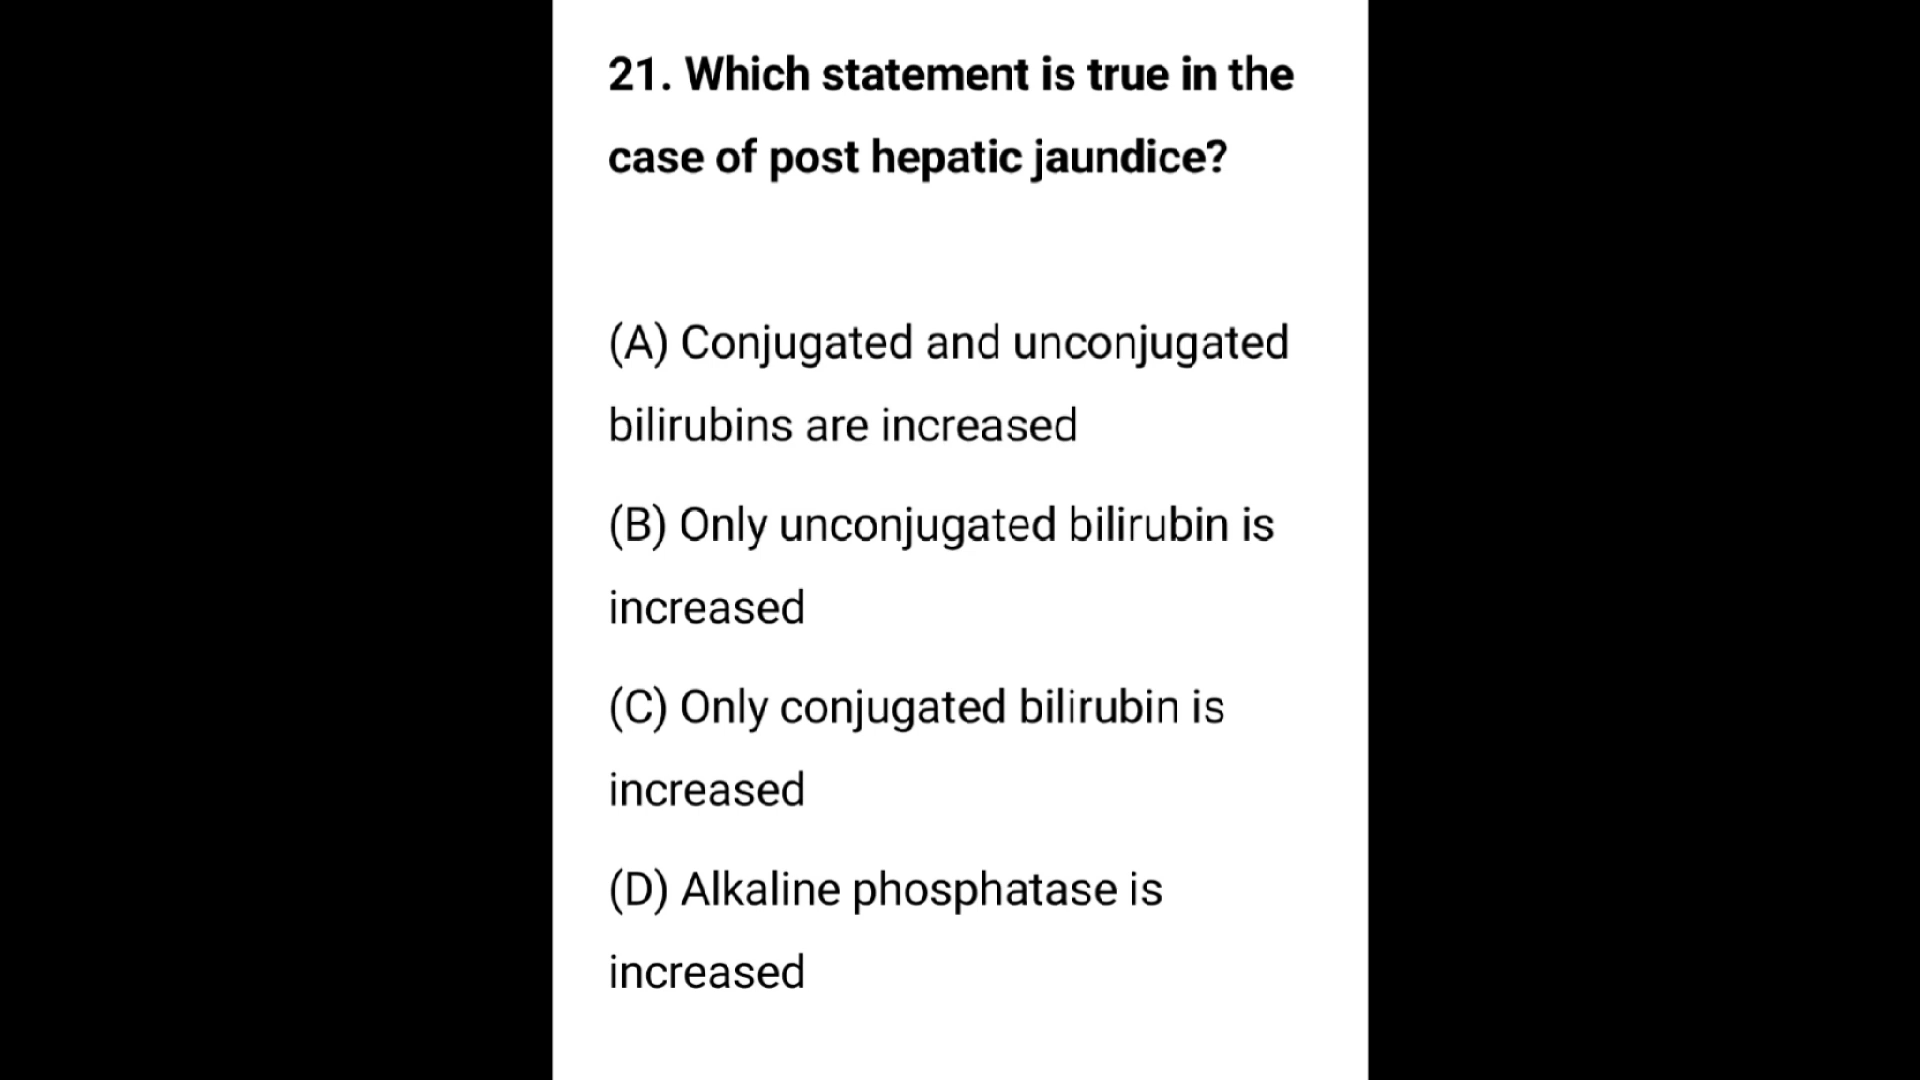 21. Which statement is true in the
case of post hepatic jaundice?
(A) Conjugated and unconjugated
bilirubins are increased
(B) Only unconjugated bilirubin is
increased
(C) Only conjugated bilirubin is
increased
(D) Alkaline phosphatase is
increased